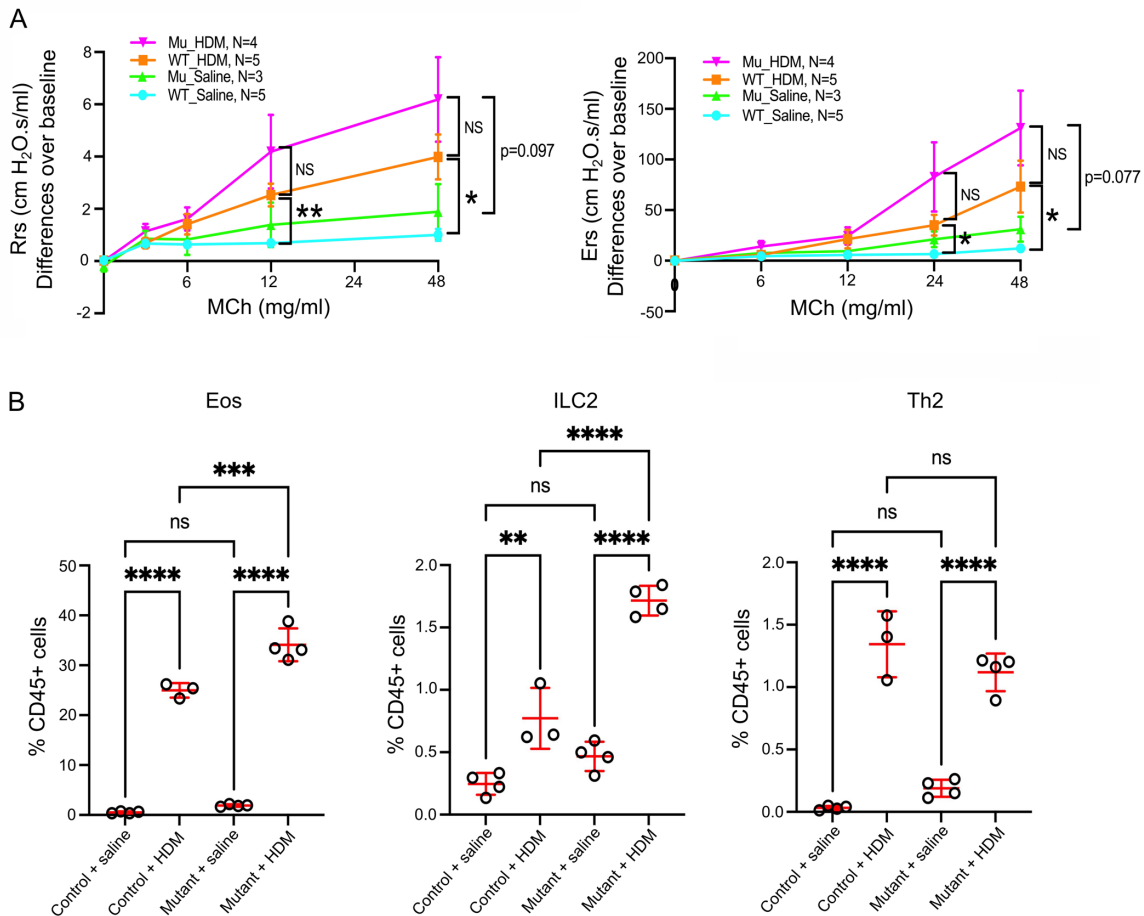 A
Mu_HDM, N=4
WT_HDM, N=5
Mu_Saline, N=3
WT_Saline, N=5
Rrs (cm H2O.s/ml)
Differences over baseline
8
6
4
2
0
-2
6
12
24
48
MCh (mg/ml)
NS
**
NS
*
p=0.097
Mu_HDM, N=4
WT_HDM, N=5
Mu_Saline, N=3
WT_Saline, N=5
Ers (cm H2O.s/ml)
Differences over baseline
200
150
100
50
0
-50
0
6
12
24
48
MCh (mg/ml)
NS
*
NS
*
p=0.077
B
Eos
***
ns
****
****
% CD45+ cells
50
40
30
20
10
0
Control + saline
Control + HDM
Mutant + saline
Mutant + HDM
ILC2
****
ns
**
****
% CD45+ cells
2.0
1.5
1.0
0.5
0.0
Control + saline
Control + HDM
Mutant + saline
Mutant + HDM
Th2
ns
ns
****
****
% CD45+ cells
2.0
1.5
1.0
0.5
0.0
Control + saline
Control + HDM
Mutant + saline
Mutant + HDM